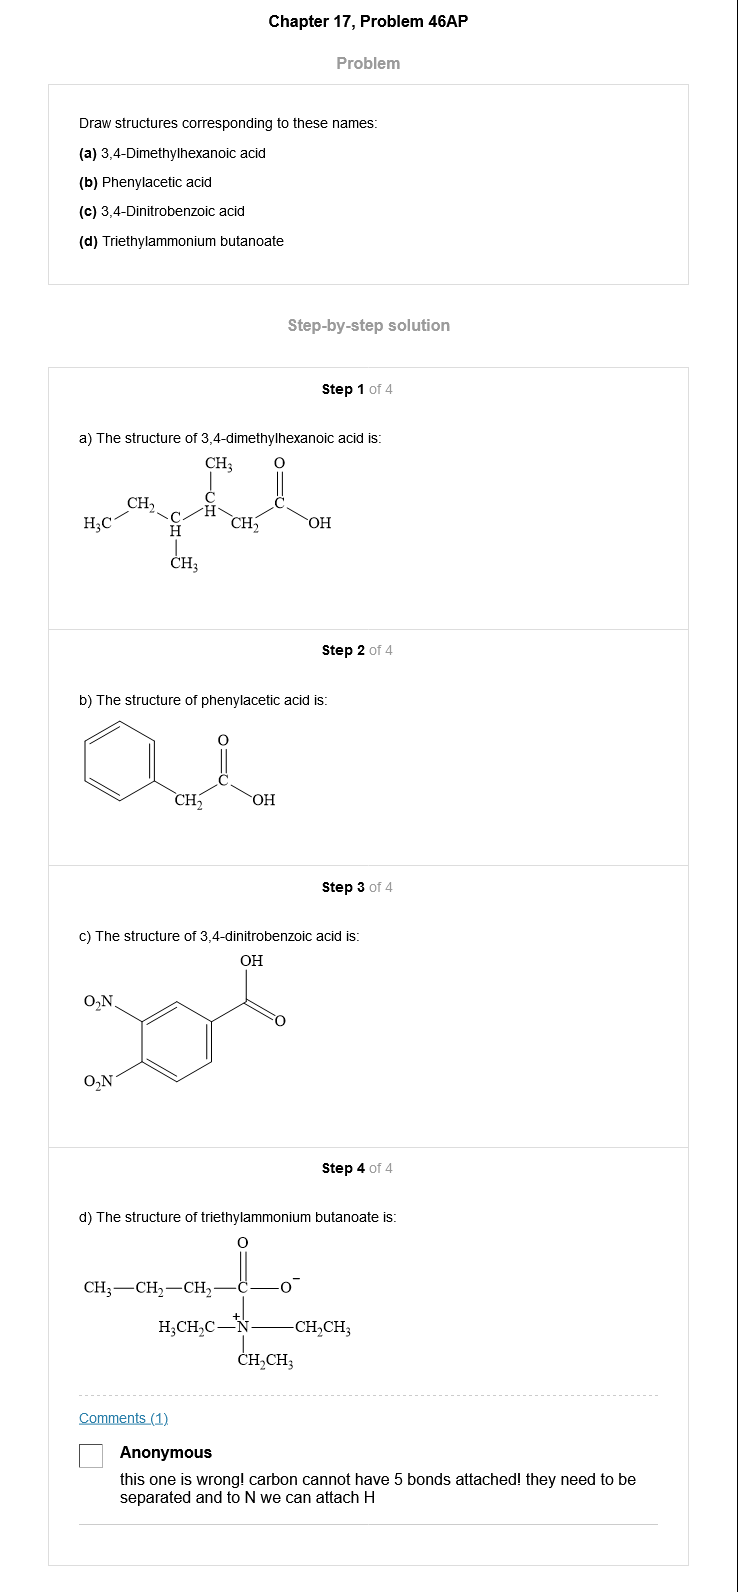 Chapter 17, Problem 46AP
Problem
Draw structures corresponding to these names:
(a) 3,4-Dimethylhexanoic acid
(b) Phenylacetic acid
(c) 3,4-Dinitrobenzoic acid
(d) Triethylammonium butanoate
Step-by-step solution
Step 1 of 4
a) The structure of 3,4-dimethylhexanoic acid is:
CH₃ O
CH₂ C C
H₃C C H CH₂ OH
H
CH₃
Step 2 of 4
b) The structure of phenylacetic acid is:
O
C
CH₂ OH
Step 3 of 4
c) The structure of 3,4-dinitrobenzoic acid is:
OH
O₂N
O
O₂N
Step 4 of 4
d) The structure of triethylammonium butanoate is:
O
CH₃—CH₂—CH₂—C—O⁻
H₃CH₂C—N⁺—CH₂CH₃
CH₂CH₃
Comments (1)
Anonymous
this one is wrong! carbon cannot have 5 bonds attached! they need to be
separated and to N we can attach H